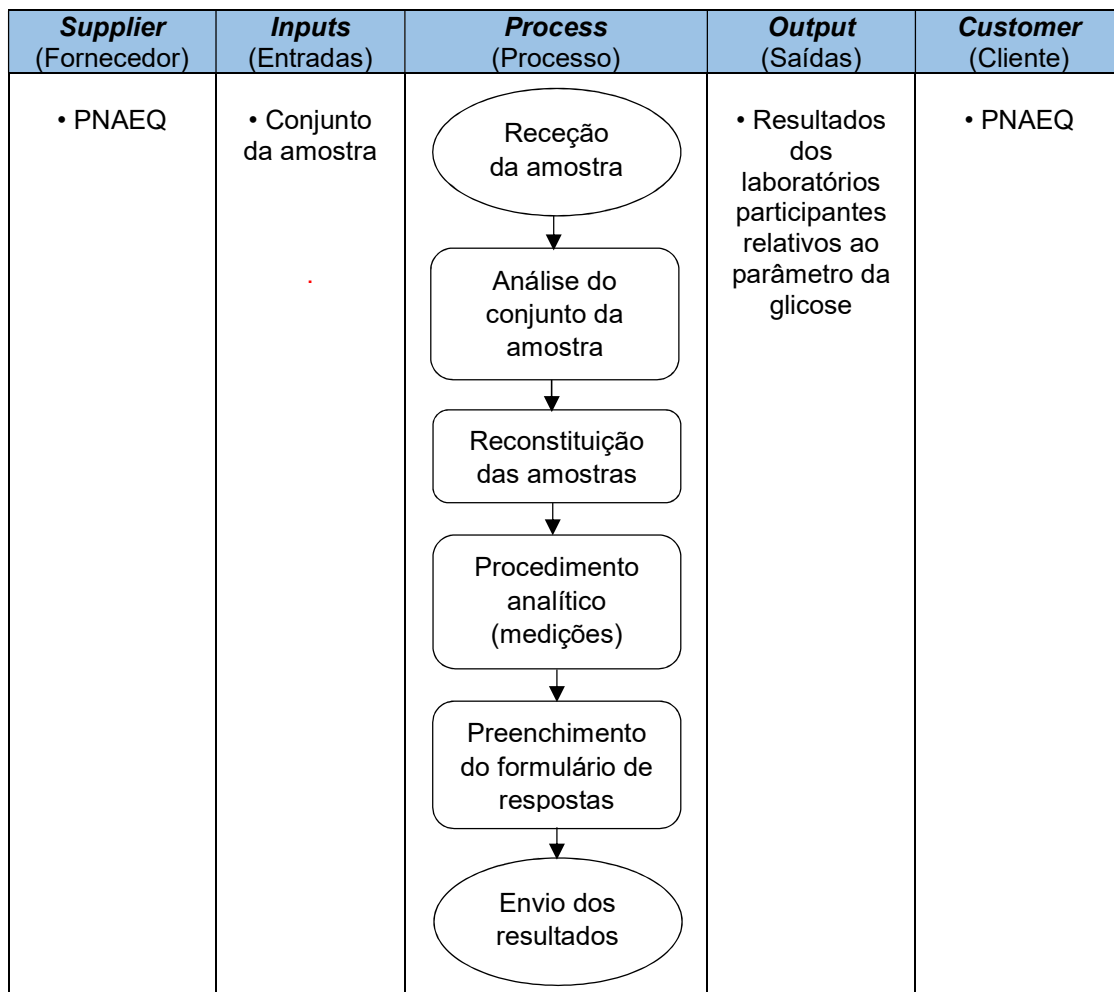 Supplier
(Fornecedor)
Inputs
(Entradas)
Process
(Processo)
Output
(Saídas)
Customer
(Cliente)
• PNAEQ
• Conjunto
da amostra
Receção
da amostra
Análise do
conjunto da
amostra
Reconstituição
das amostras
Procedimento
analítico
(medições)
Preenchimento
do formulário de
respostas
Envio dos
resultados
• Resultados
dos
laboratórios
participantes
relativos ao
parâmetro da
glicose
• PNAEQ